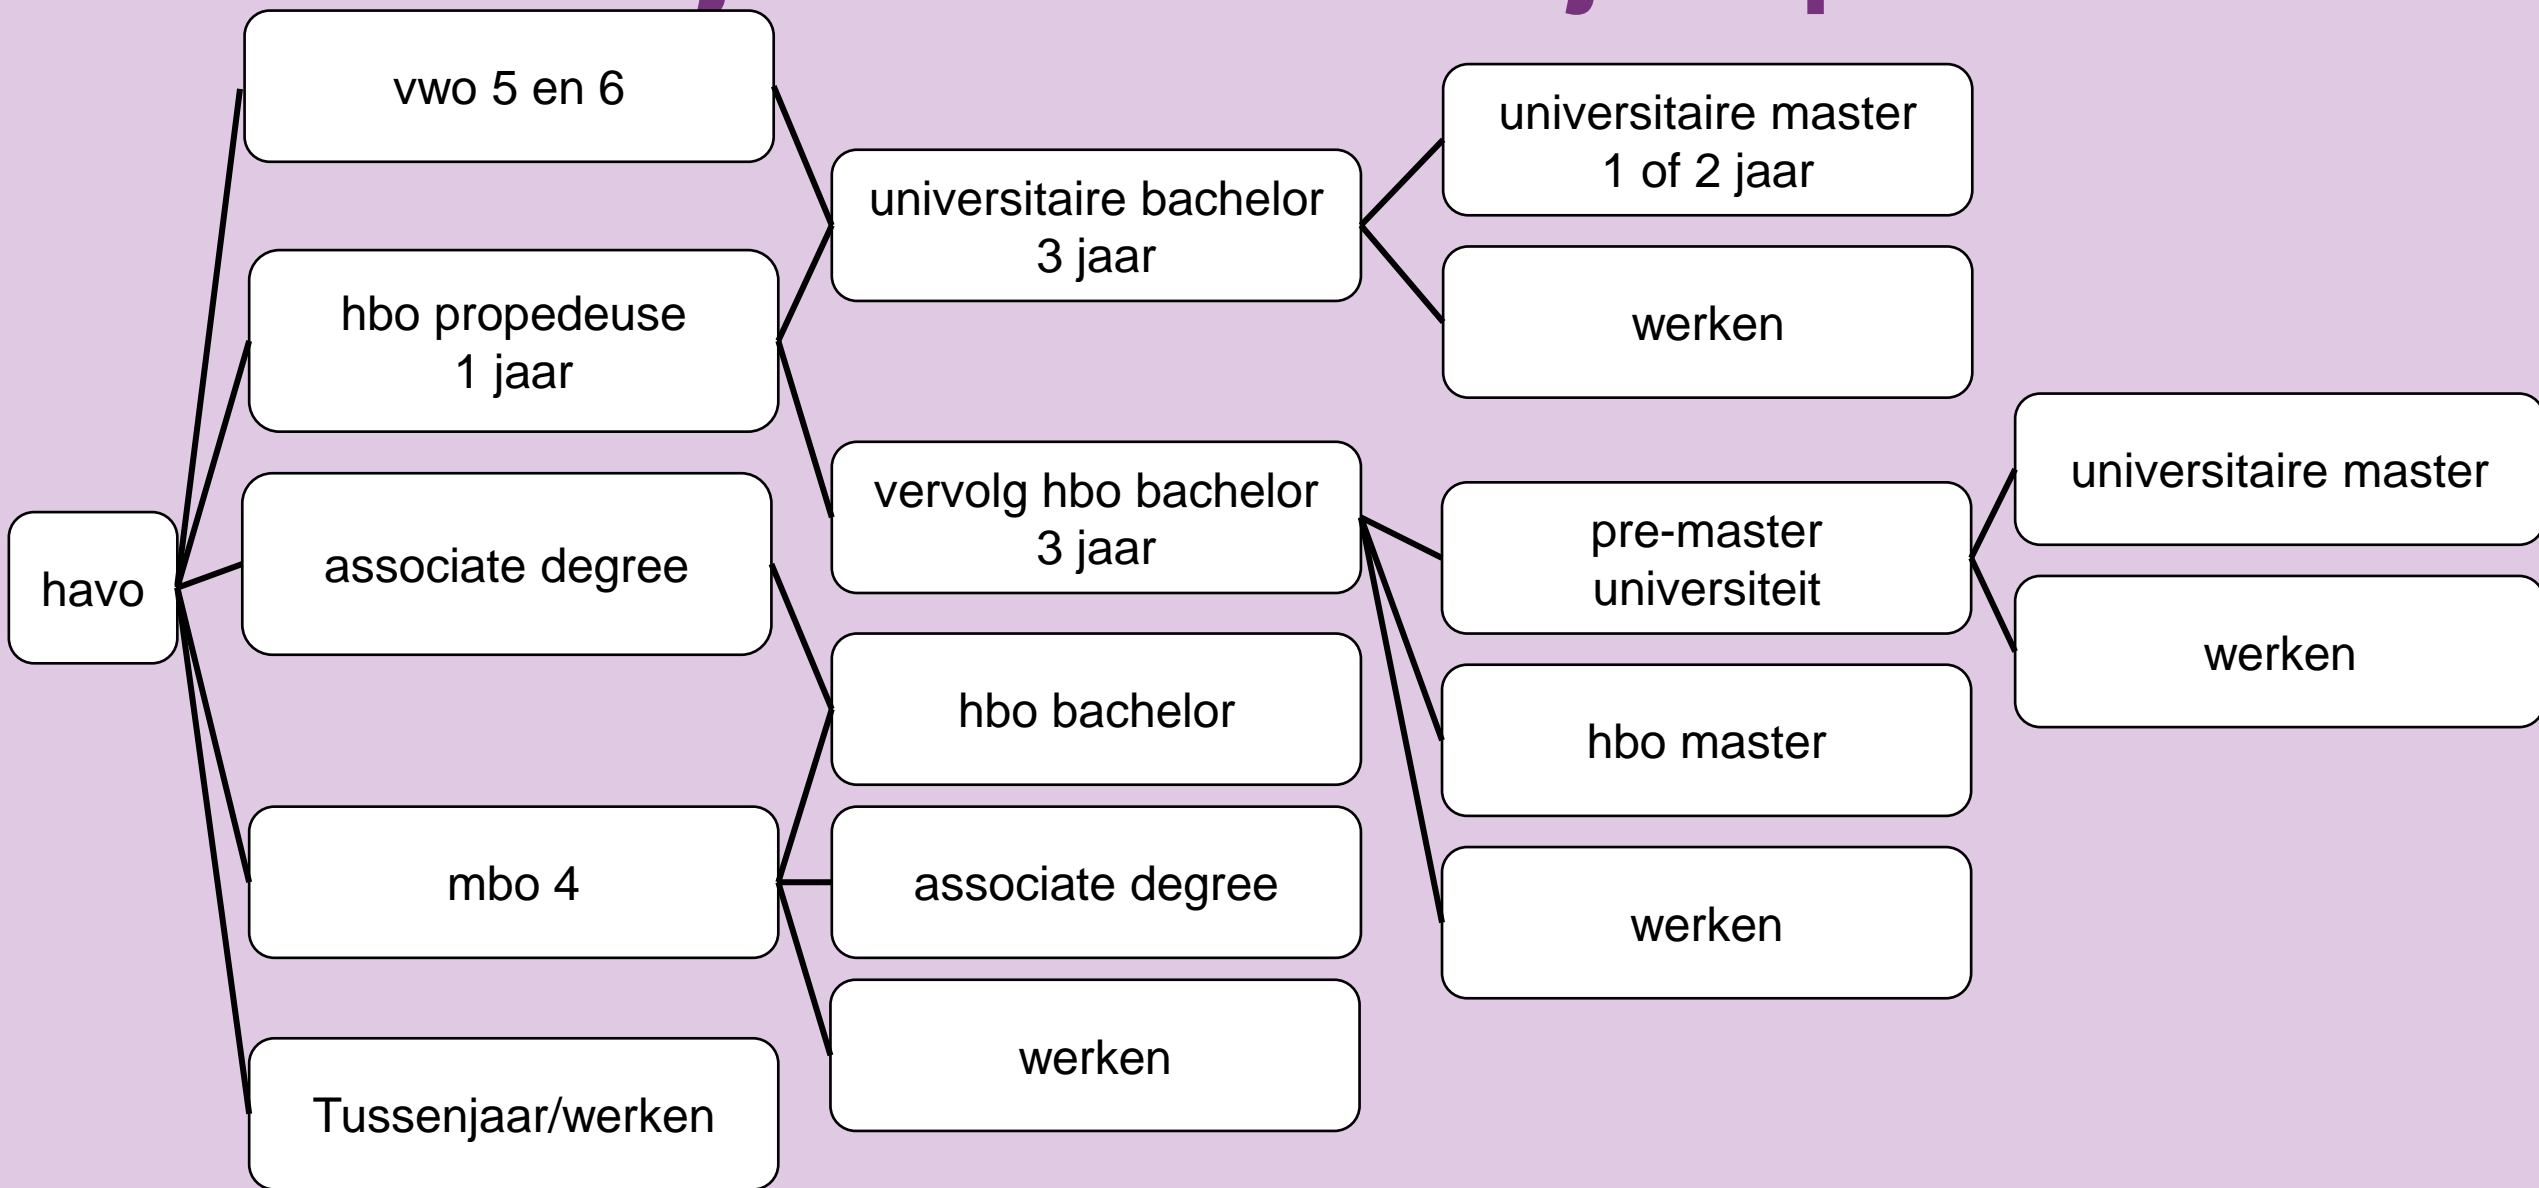 havo
vwo 5 en 6
hbo propedeuse
1 jaar
associate degree
mbo 4
Tussenjaar/werken
universitaire bachelor
3 jaar
vervolg hbo bachelor
3 jaar
hbo bachelor
associate degree
werken
universitaire master
1 of 2 jaar
werken
pre-master
universiteit
hbo master
werken
universitaire master
werken